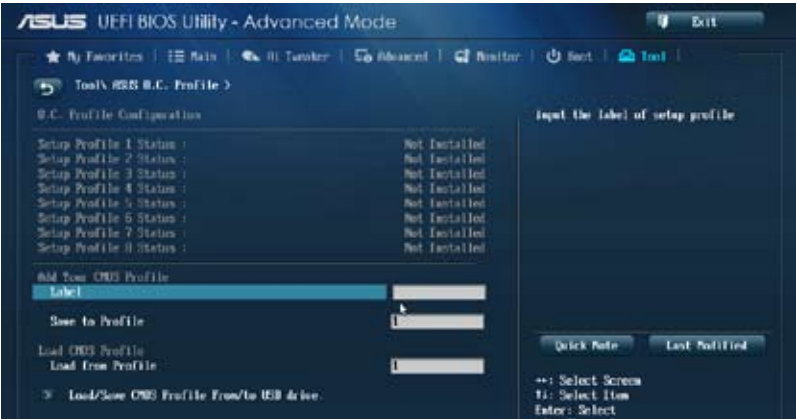 ASUS UEFI BIOS Utility - Advanced Mode
Exit
My Favorites | Main | Ai Tweaker | Advanced | Monitor | Boot | Tool |
Tool\ ASUS O.C. Profile >
O.C. Profile Configuration
Input the label of setup profile
Setup Profile 1 Status : Not Installed
Setup Profile 2 Status : Not Installed
Setup Profile 3 Status : Not Installed
Setup Profile 4 Status : Not Installed
Setup Profile 5 Status : Not Installed
Setup Profile 6 Status : Not Installed
Setup Profile 7 Status : Not Installed
Setup Profile 8 Status : Not Installed
Add Your CMOS Profile
Label
Save to Profile 1
Load CMOS Profile
Load from Profile 1
> Load/Save CMOS Profile From/to USB drive.
Quick Note
Last Modified
→←: Select Screen
↑↓: Select Item
Enter: Select